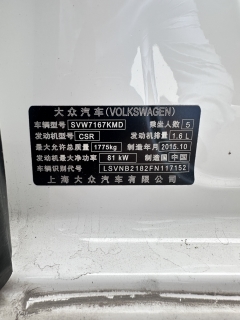 大众汽车(VOLKSWAGEN)
车辆型号 SVW7167KMD 乘坐人数 5
发动机型号 CSR 发动机排量 1.6 L
最大允许总质量 1775kg 制造年月 2015.10
发动机最大净功率 81 kW 制造国 中国
车辆识别代号 LSVNB2182FN117152
上海大众汽车有限公司